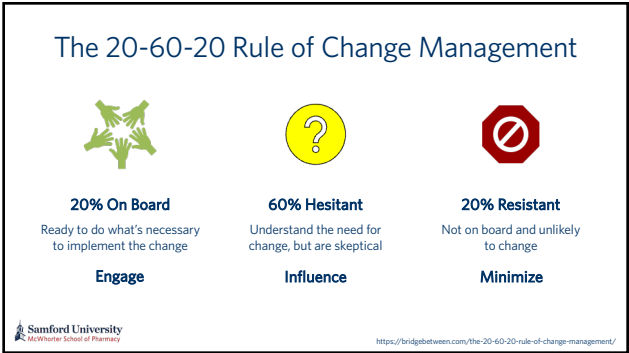 The 20-60-20 Rule of Change Management
?
20% On Board
Ready to do what's necessary
to implement the change
Engage
60% Hesitant
Understand the need for
change, but are skeptical
Influence
20% Resistant
Not on board and unlikely
to change
Minimize
Samford University
McWhorter School of Pharmacy
https://bridgebetween.com/the-20-60-20-rule-of-change-management/